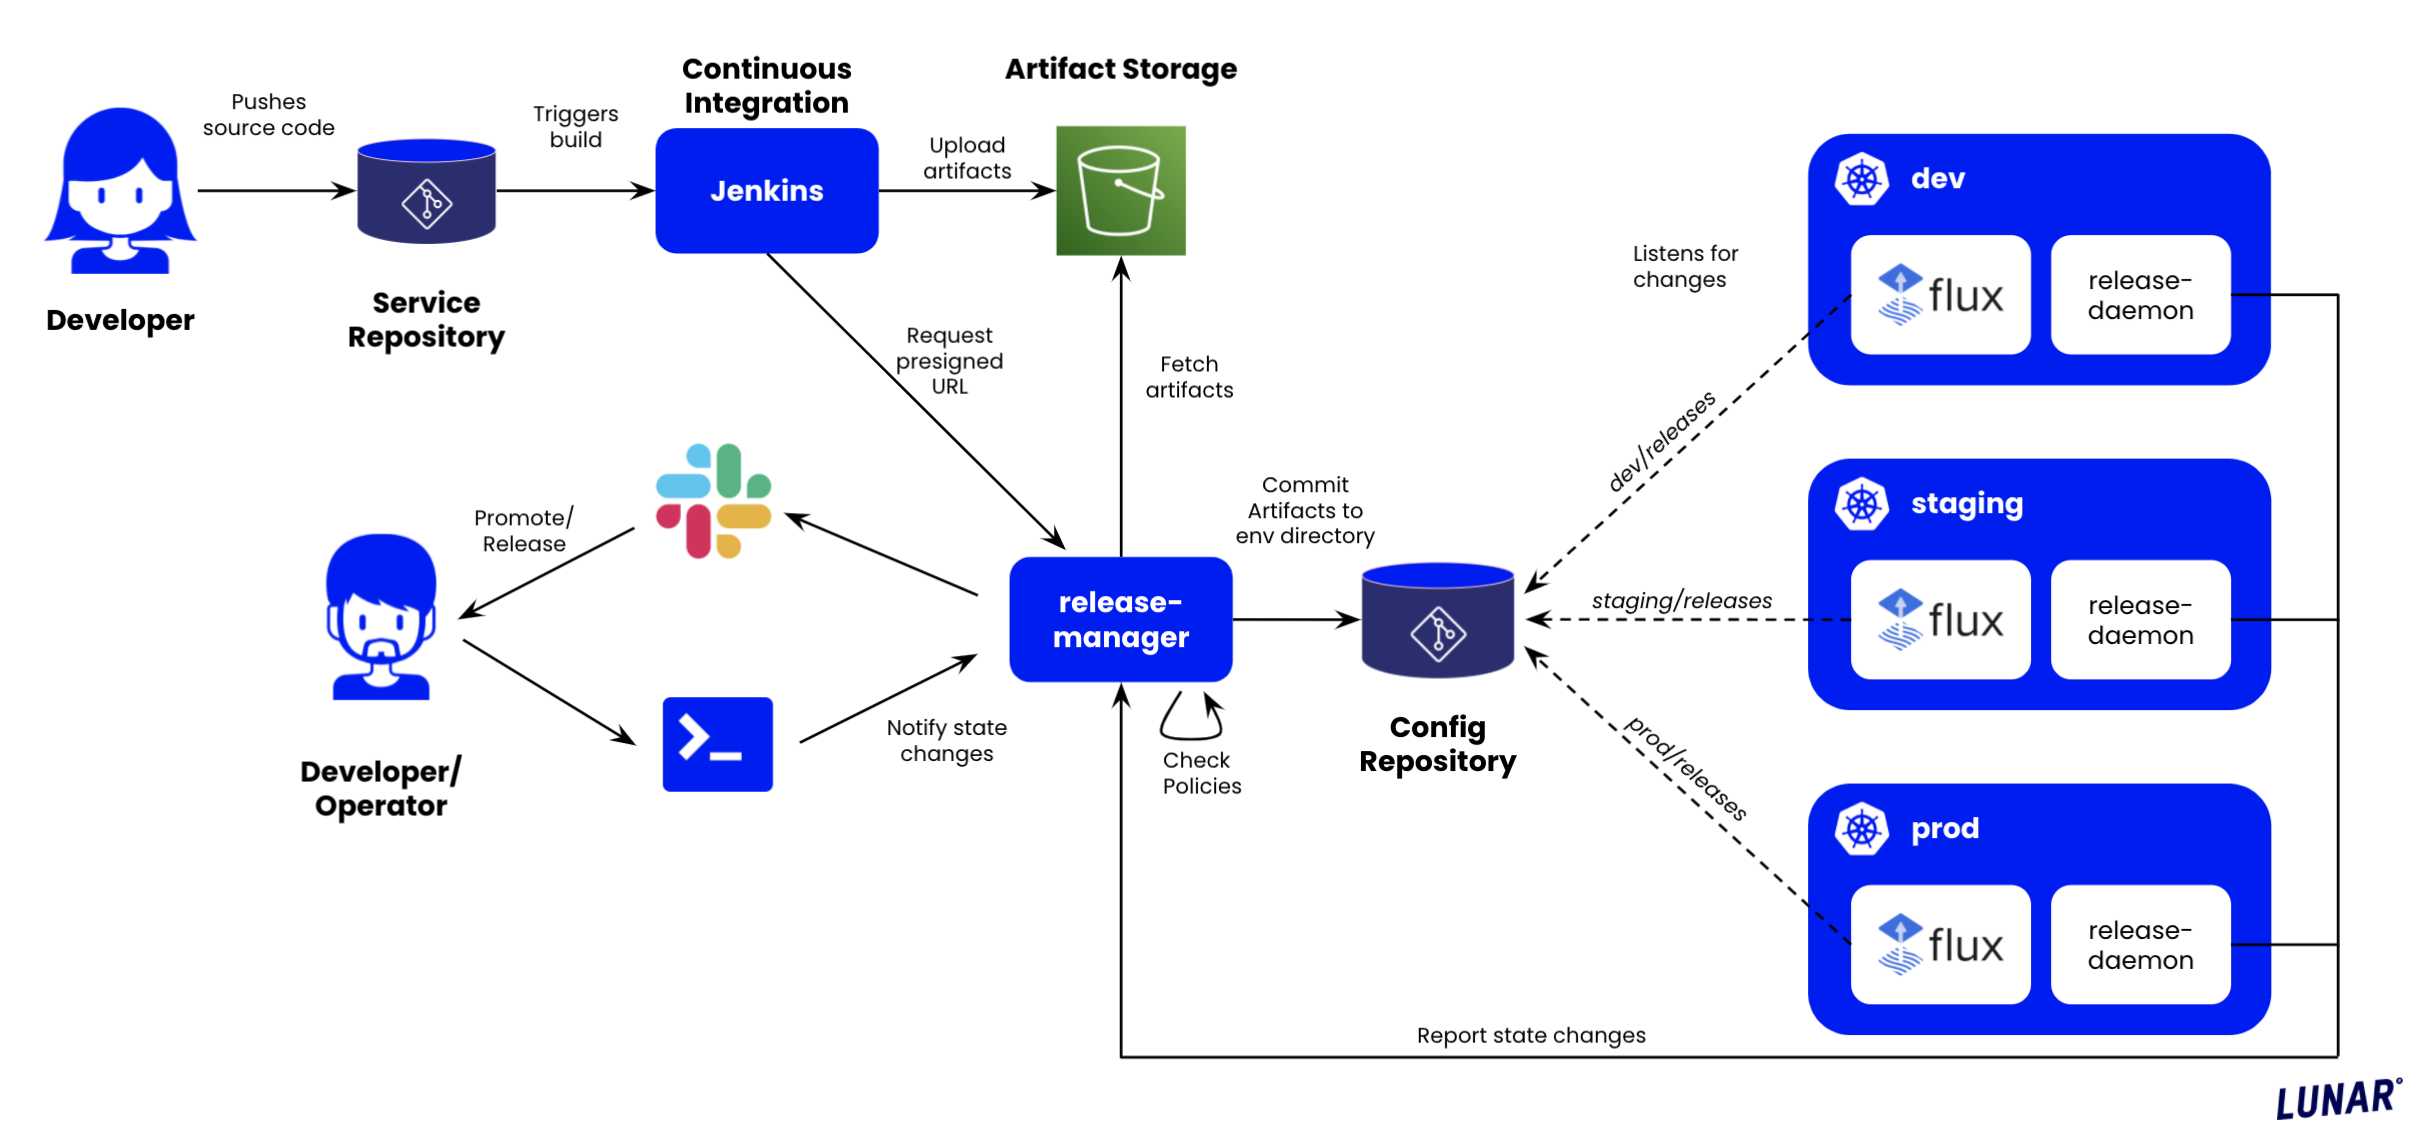 Pushes
source code
Triggers
build
Continuous
Integration
Jenkins
Upload
artifacts
Artifact Storage
Developer
Service
Repository
Request
presigned
URL
Fetch
artifacts
Promote/
Release
Developer/
Operator
Notify state
changes
release-
manager
Check
Policies
Commit
Artifacts to
env directory
Config
Repository
Listens for
changes
dev/releases
staging/releases
prod/releases
dev
flux
release-
daemon
staging
flux
release-
daemon
prod
flux
release-
daemon
Report state changes
LUNAR°